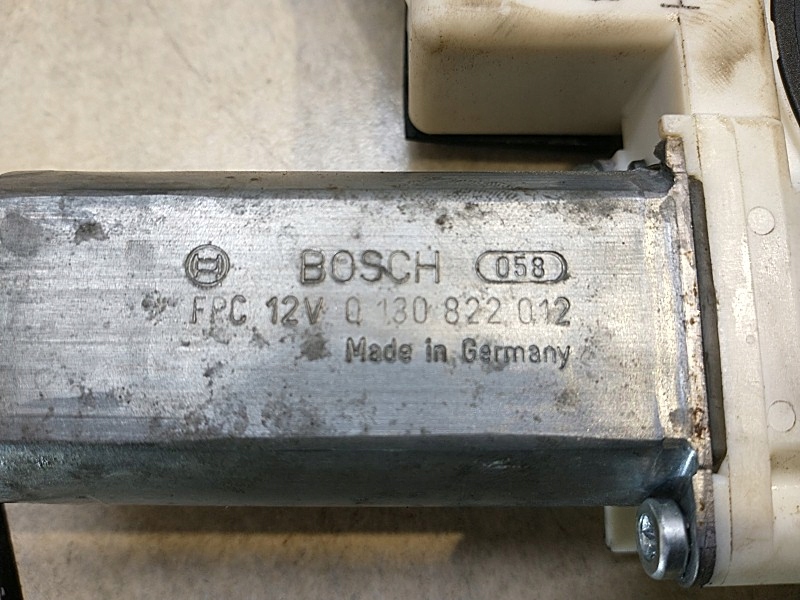 BOSCH 058
FPC 12V 0 130 822 012
Made in Germany